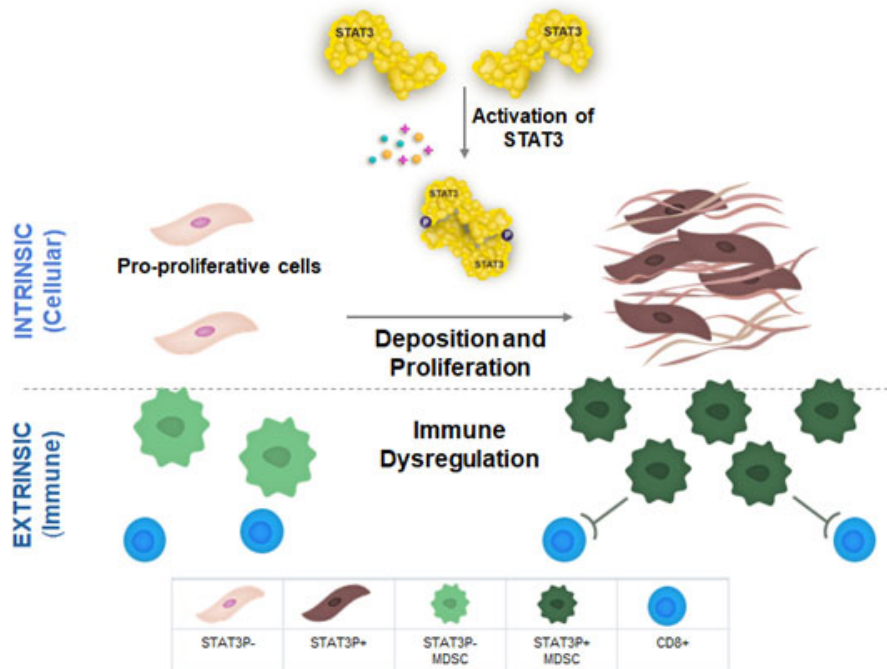 STAT3
STAT3
Activation of
STAT3
STAT3
P
P
STAT3
INTRINSIC
(Cellular)
Pro-proliferative cells
Deposition and
Proliferation
EXTRINSIC
(Immune)
Immune
Dysregulation
STAT3P-
STAT3P+
STAT3P-
MDSC
STAT3P+
MDSC
CD8+